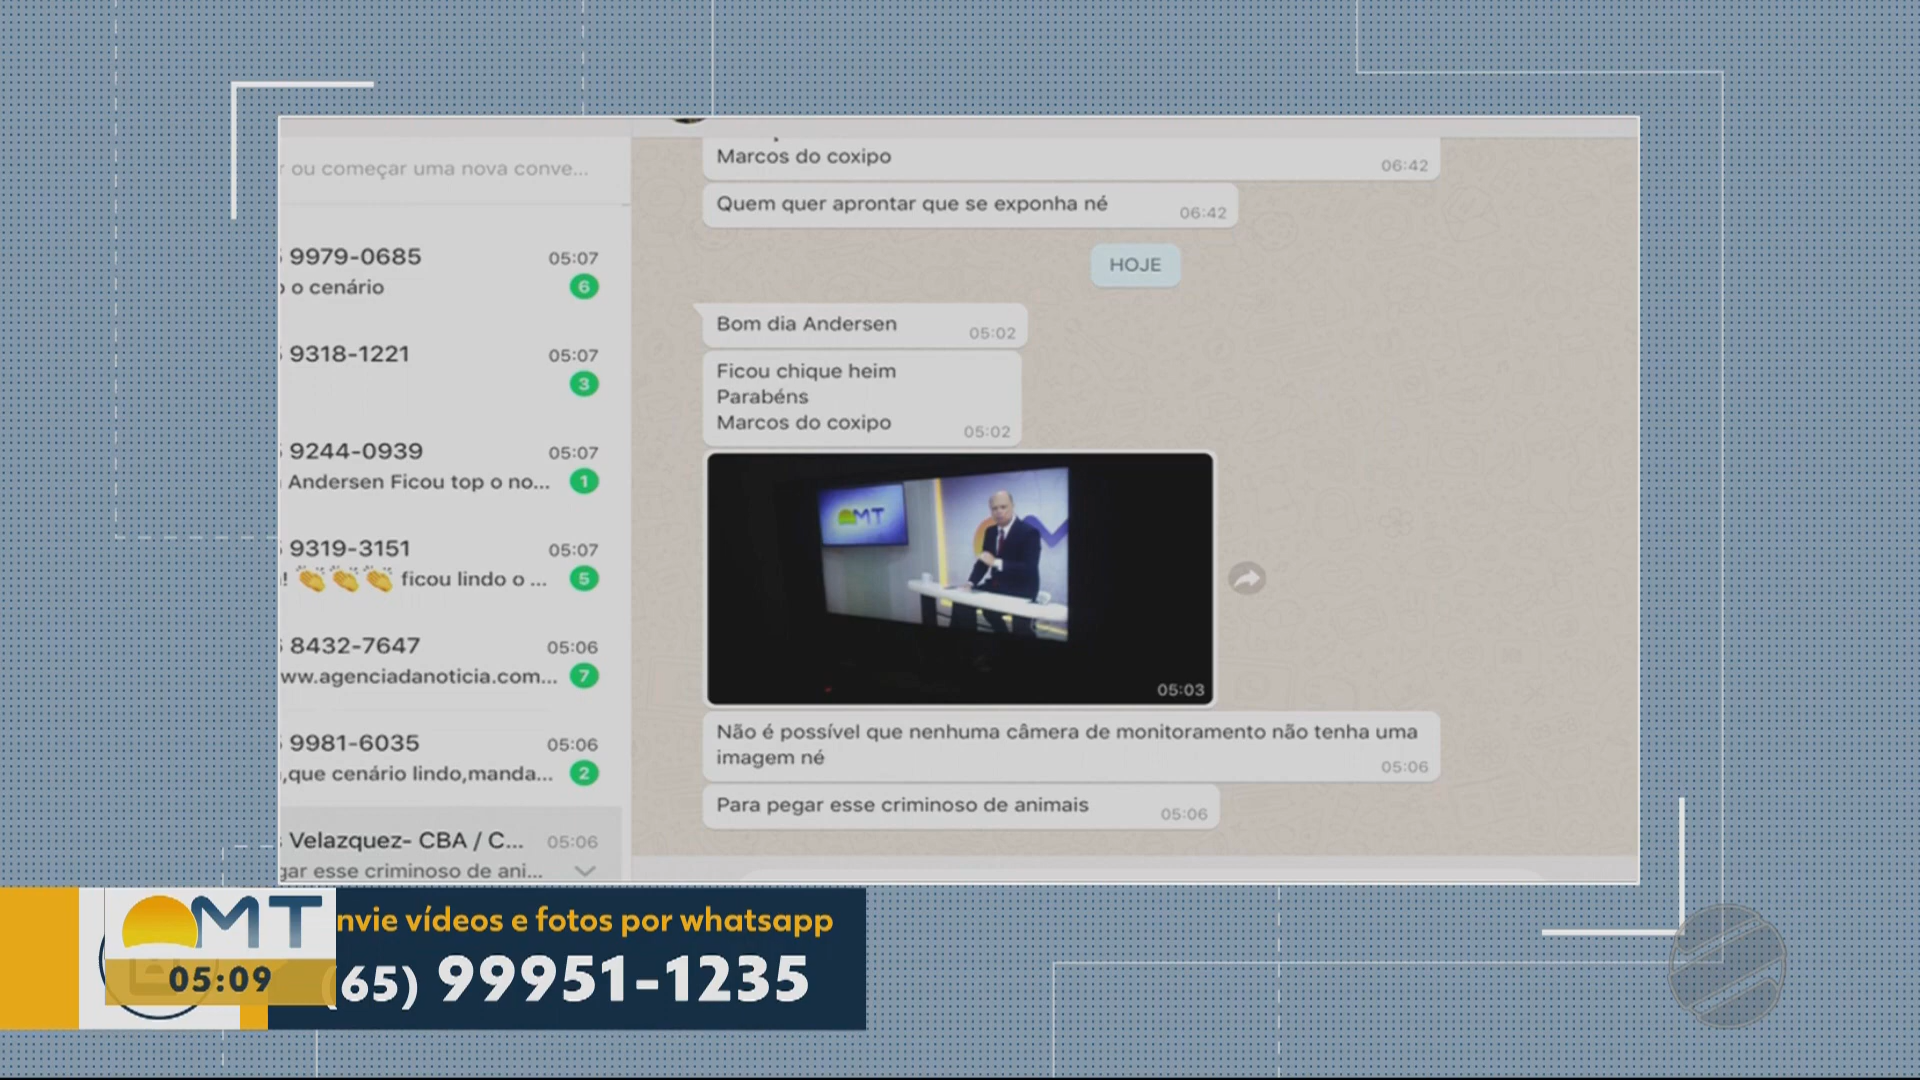 Marcos do coxipo
06:42
Quem quer aprontar que se exponha né
06:42
HOJE
Bom dia Andersen
05:02
Ficou chique heim
Parabéns
Marcos do coxipo
05:02
MT
05:03
Não é possível que nenhuma câmera de monitoramento não tenha uma
imagem né
05:06
Para pegar esse criminoso de animais
05:06
ou começar uma nova conve...
9979-0685
05:07
o cenário
6
9318-1221
05:07
3
9244-0939
05:07
Andersen Ficou top o no...
1
9319-3151
05:07
! 👏👏👏 ficou lindo o ...
5
8432-7647
05:06
ww.agenciadanoticia.com...
7
9981-6035
05:06
,que cenário lindo,manda...
2
Velazquez- CBA / C...
05:06
gar esse criminoso de ani...
MT
05:09
nvie vídeos e fotos por whatsapp
(65) 99951-1235